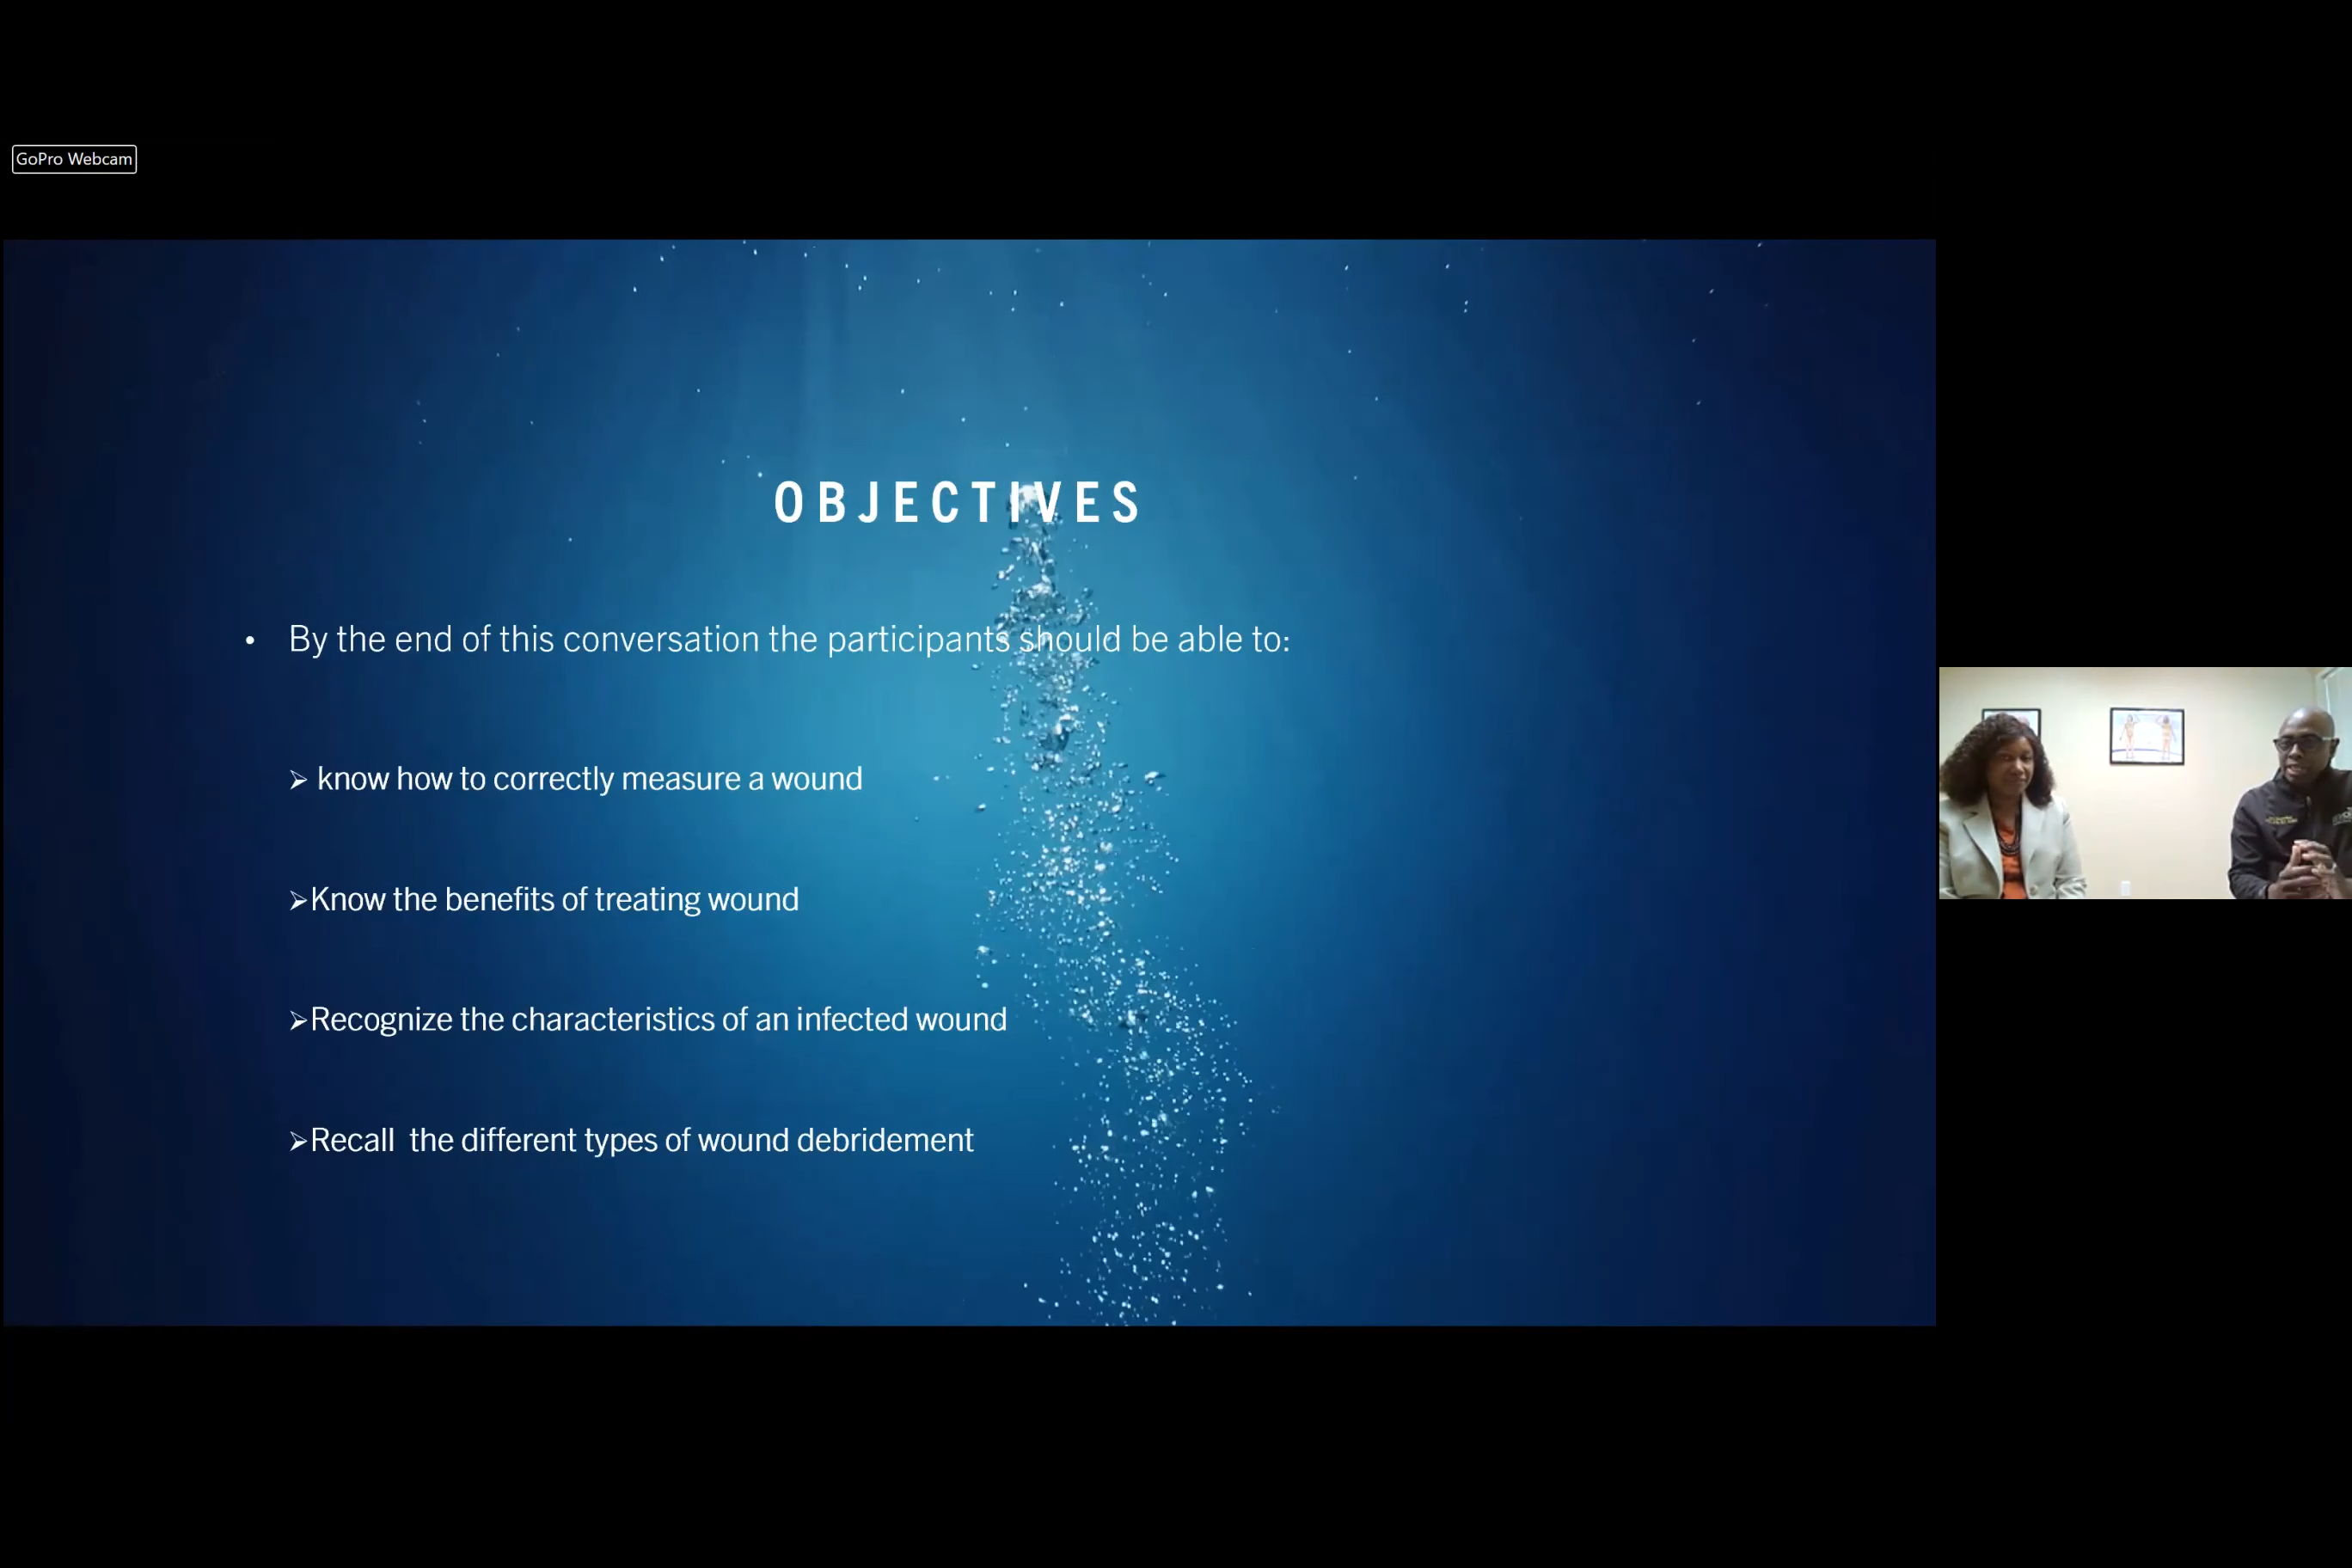 GoPro Webcam
OBJECTIVES
• By the end of this conversation the participants should be able to:
➢ know how to correctly measure a wound
➢Know the benefits of treating wound
➢Recognize the characteristics of an infected wound
➢Recall  the different types of wound debridement